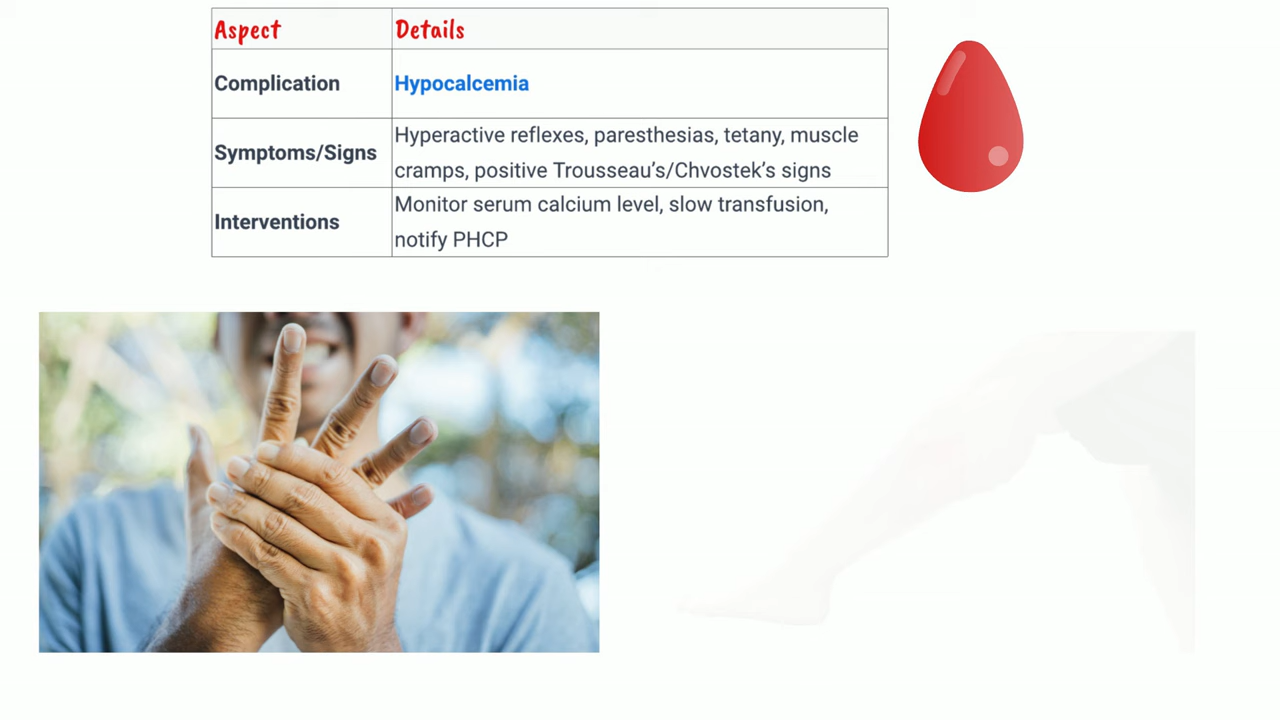 Aspect Details
Complication Hypocalcemia
Symptoms/Signs Hyperactive reflexes, paresthesias, tetany, muscle
cramps, positive Trousseau’s/Chvostek’s signs
Interventions Monitor serum calcium level, slow transfusion,
notify PHCP